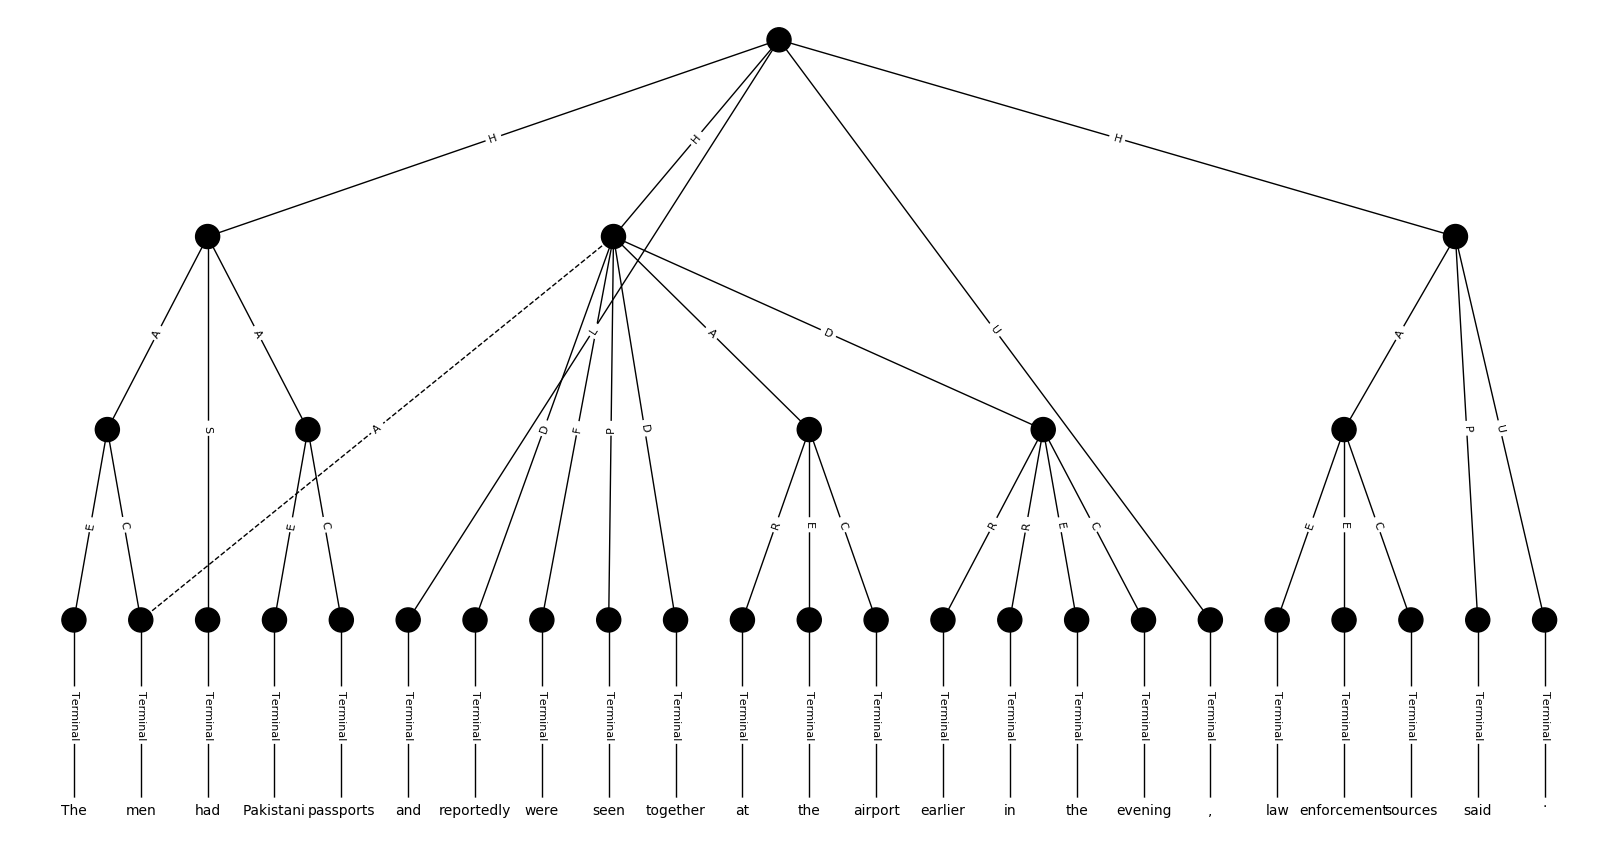 H H H
A S A L A D U A P U
A D F P D
E C E C R E C R R E C E E C
Terminal Terminal Terminal Terminal Terminal Terminal Terminal Terminal Terminal Terminal Terminal Terminal Terminal Terminal Terminal Terminal Terminal Terminal Terminal Terminal Terminal Terminal Terminal
The men had Pakistani passports and reportedly were seen together at the airport earlier in the evening , law enforcement sources said .